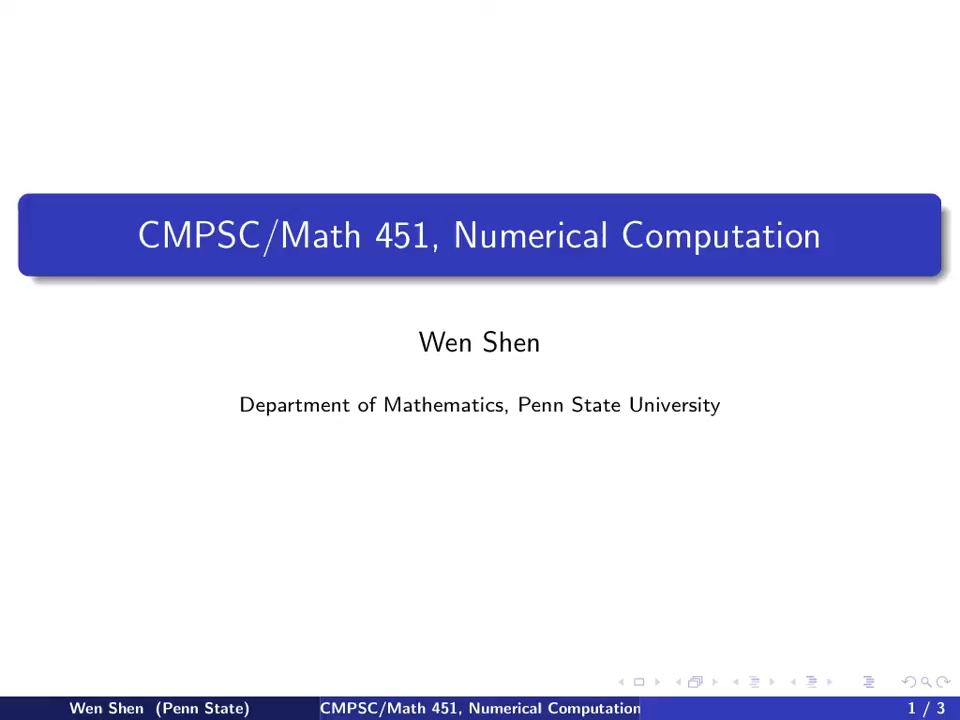 CMPSC/Math 451, Numerical Computation
Wen Shen
Department of Mathematics, Penn State University
Wen Shen (Penn State)
CMPSC/Math 451, Numerical Computation
1 / 3